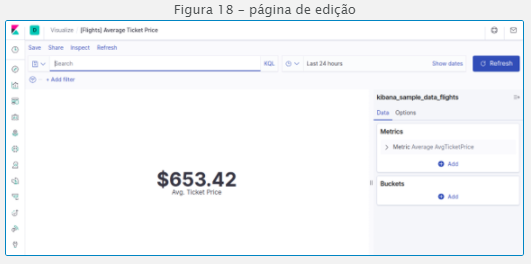 Figura 18 – página de edição
D Visualize [Flights] Average Ticket Price
Save Share Inspect Refresh
Search KQL Last 24 hours Show dates Refresh
+ Add filter
kibana_sample_data_flights
Data Options
Metrics
Metric Average AvgTicketPrice
Add
$653.42
Avg. Ticket Price
Buckets
Add